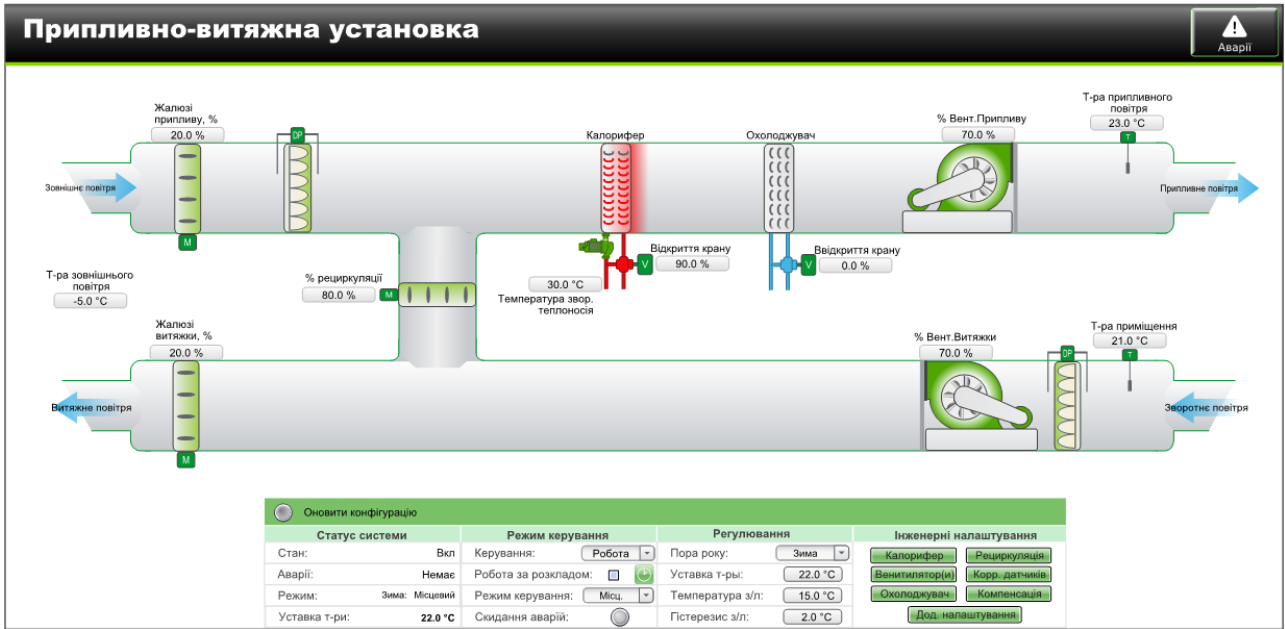 Припливно-витяжна установка
Аварії
Жалюзі
припливу, %
20.0 %
DP
Калорифер
Охолоджувач
% Вент.Припливу
70.0 %
Т-ра припливного
повітря
23.0 °C
T
Зовнішнє повітря
Припливне повітря
M
Т-ра зовнішнього
повітря
-5.0 °C
% рециркуляції
80.0 %
M
30.0 °C
Температура звор.
теплоносія
V
Відкриття крану
90.0 %
V
Ввідкриття крану
0.0 %
Жалюзі
витяжки, %
20.0 %
% Вент.Витяжки
70.0 %
DP
Т-ра приміщення
21.0 °C
T
Витяжне повітря
Зворотнє повітря
M
Оновити конфігурацію
Статус системи
Режим керування
Регулювання
Інженерні налаштування
Стан: Вкл
Керування: Робота
Пора року: Зима
Калорифер
Рециркуляція
Аварії: Немає
Робота за розкладом:
Уставка т-ры: 22.0 °C
Венитилятор(и)
Корр. датчиків
Режим: Зима: Місцевий
Режим керування: Місц.
Температура з/л: 15.0 °C
Охолоджувач
Компенсація
Уставка т-ри: 22.0 °C
Скидання аварій:
Гістерезис з/л: 2.0 °C
Дод. налаштування